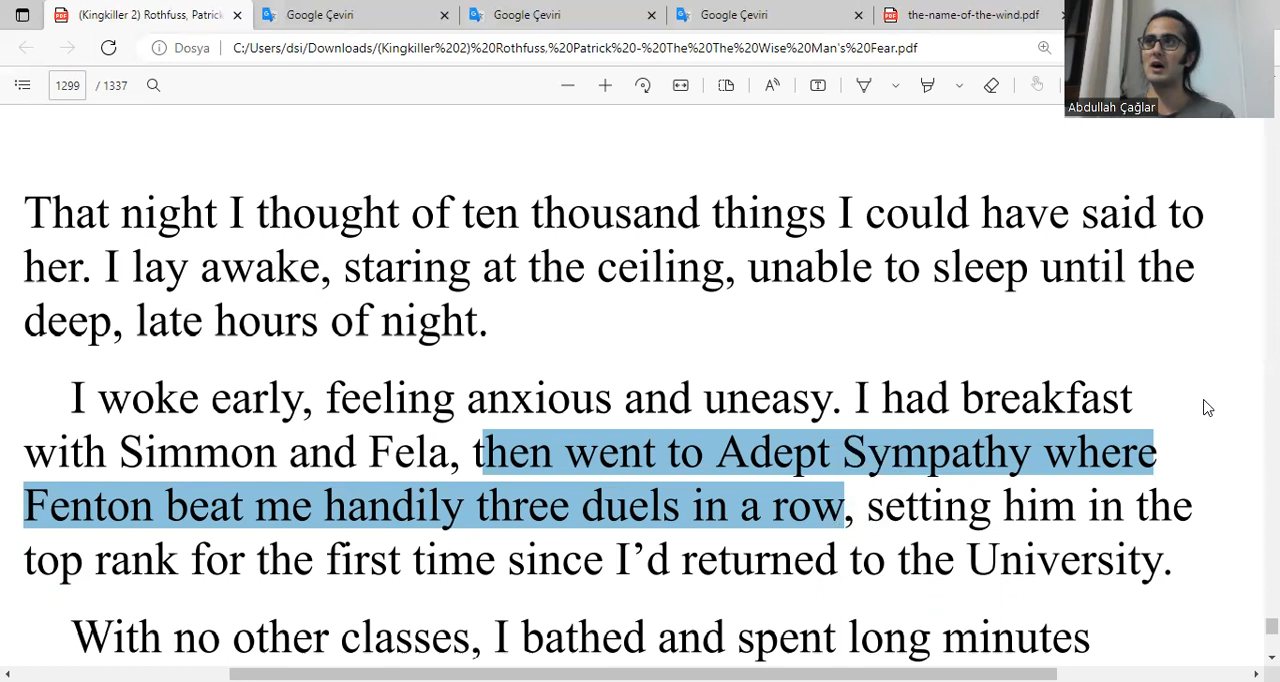 (Kingkiller 2) Rothfuss, Patrick
Google Çeviri
Google Çeviri
Google Çeviri
the-name-of-the-wind.pdf
Dosya
C:/Users/dsi/Downloads/(Kingkiller%202)%20Rothfuss,%20Patrick%20-%20The%20The%20Wise%20Man's%20Fear.pdf
1299 / 1337
Abdullah Çağlar
That night I thought of ten thousand things I could have said to
her. I lay awake, staring at the ceiling, unable to sleep until the
deep, late hours of night.
I woke early, feeling anxious and uneasy. I had breakfast
with Simmon and Fela, then went to Adept Sympathy where
Fenton beat me handily three duels in a row, setting him in the
top rank for the first time since I’d returned to the University.
With no other classes, I bathed and spent long minutes